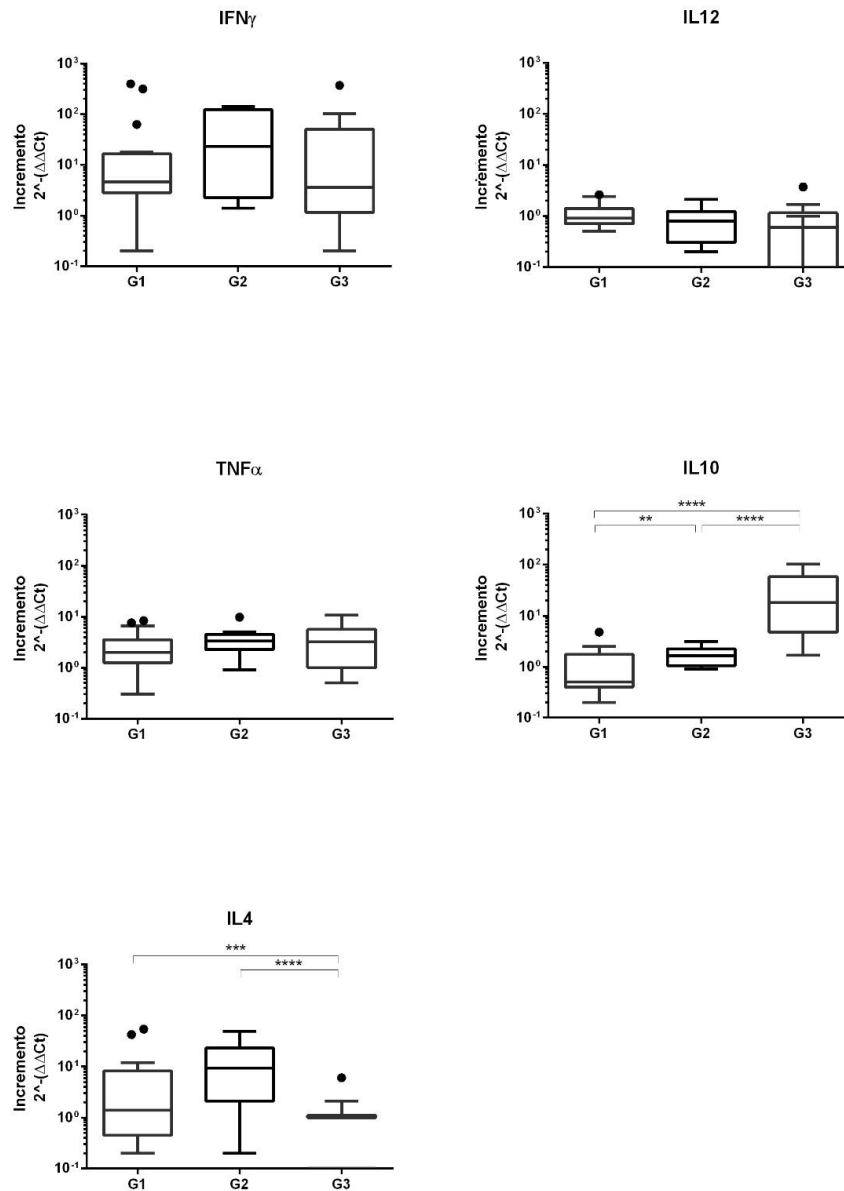 IFNγ
Incremento
2^-(ΔΔCt)
10³
10²
10¹
10⁰
10⁻¹
G1 G2 G3
IL12
Incremento
2^-(ΔΔCt)
10³
10²
10¹
10⁰
10⁻¹
G1 G2 G3
TNFα
Incremento
2^-(ΔΔCt)
10³
10²
10¹
10⁰
10⁻¹
G1 G2 G3
IL10
****
** ****
Incremento
2^-(ΔΔCt)
10³
10²
10¹
10⁰
10⁻¹
G1 G2 G3
IL4
***
****
Incremento
2^-(ΔΔCt)
10³
10²
10¹
10⁰
10⁻¹
G1 G2 G3